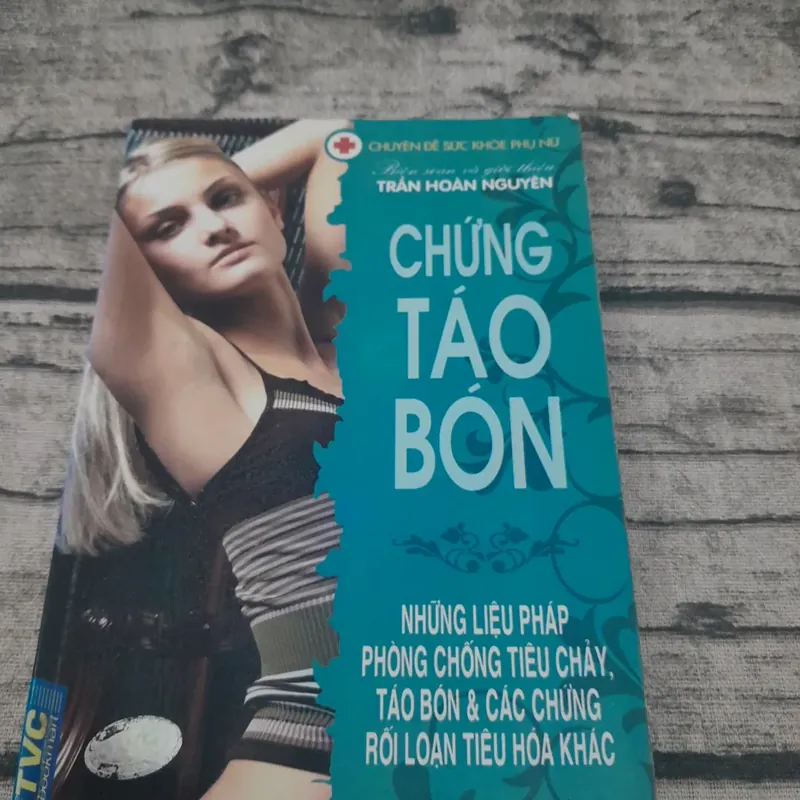 CHUYÊN ĐỀ SỨC KHỎE PHỤ NỮ
Biên soạn và giới thiệu
TRẦN HOÀN NGUYÊN
CHỨNG
TÁO
BÓN
NHỮNG LIỆU PHÁP
PHÒNG CHỐNG TIÊU CHẢY,
TÁO BÓN & CÁC CHỨNG
RỐI LOẠN TIÊU HÓA KHÁC
TVC
bookmart